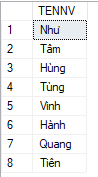 TENNV
1 Như
2 Tâm
3 Hùng
4 Tùng
5 Vinh
6 Hành
7 Quang
8 Tiên